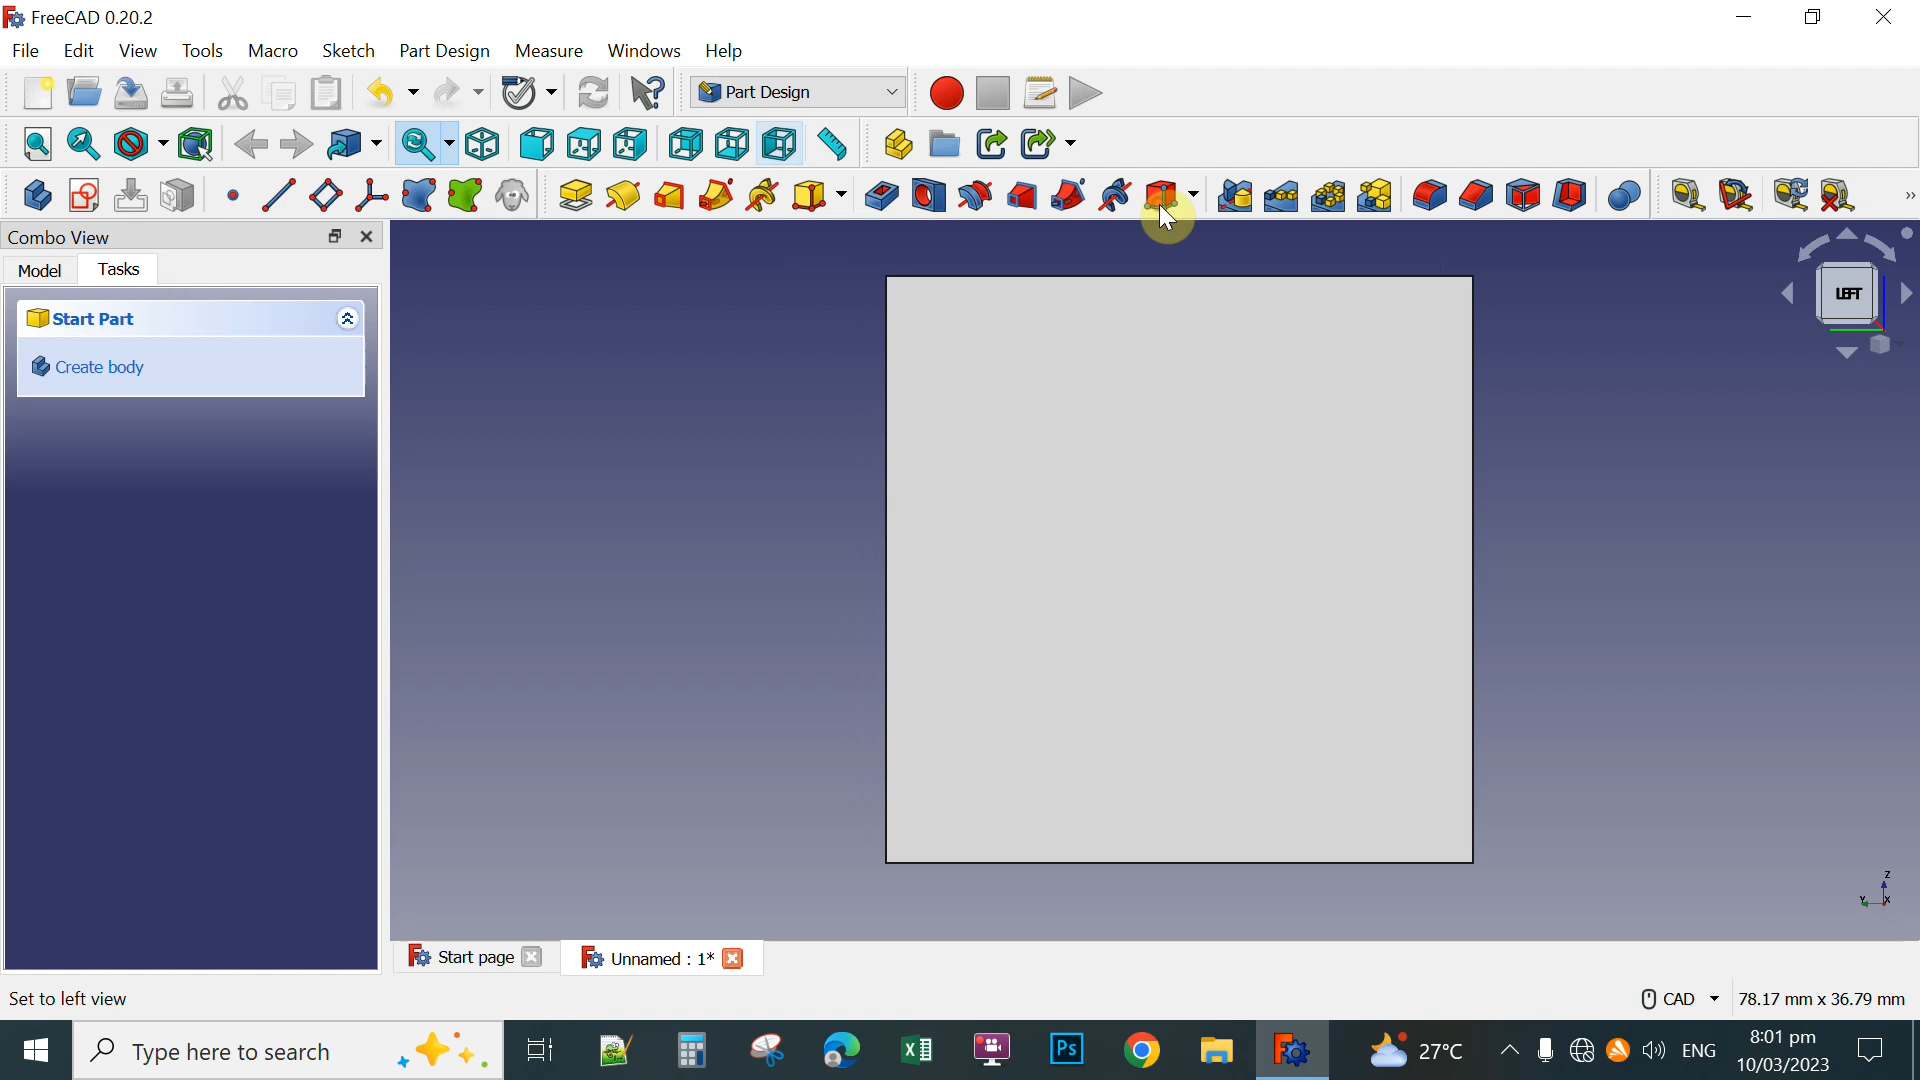 FreeCAD 0.20.2
File Edit View Tools Macro Sketch Part Design Measure Windows Help
Part Design
Combo View
Model Tasks
Start Part
Create body
LEFT
Z
Y X
Start page Unnamed : 1*
Set to left view CAD 78.17 mm x 36.79 mm
Type here to search Ps 27°C ENG 8:01 pm
10/03/2023